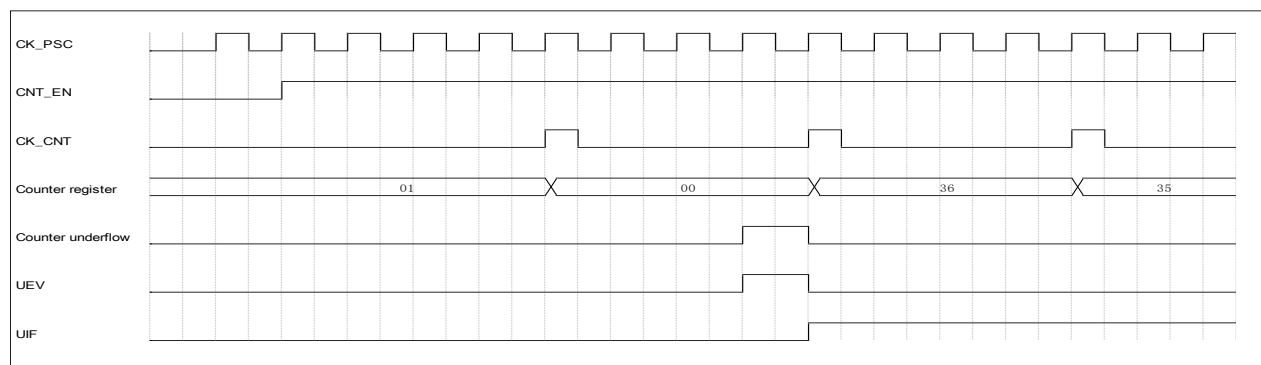 CK_PSC
CNT_EN
CK_CNT
Counter register 01 00 36 35
Counter underflow
UEV
UIF